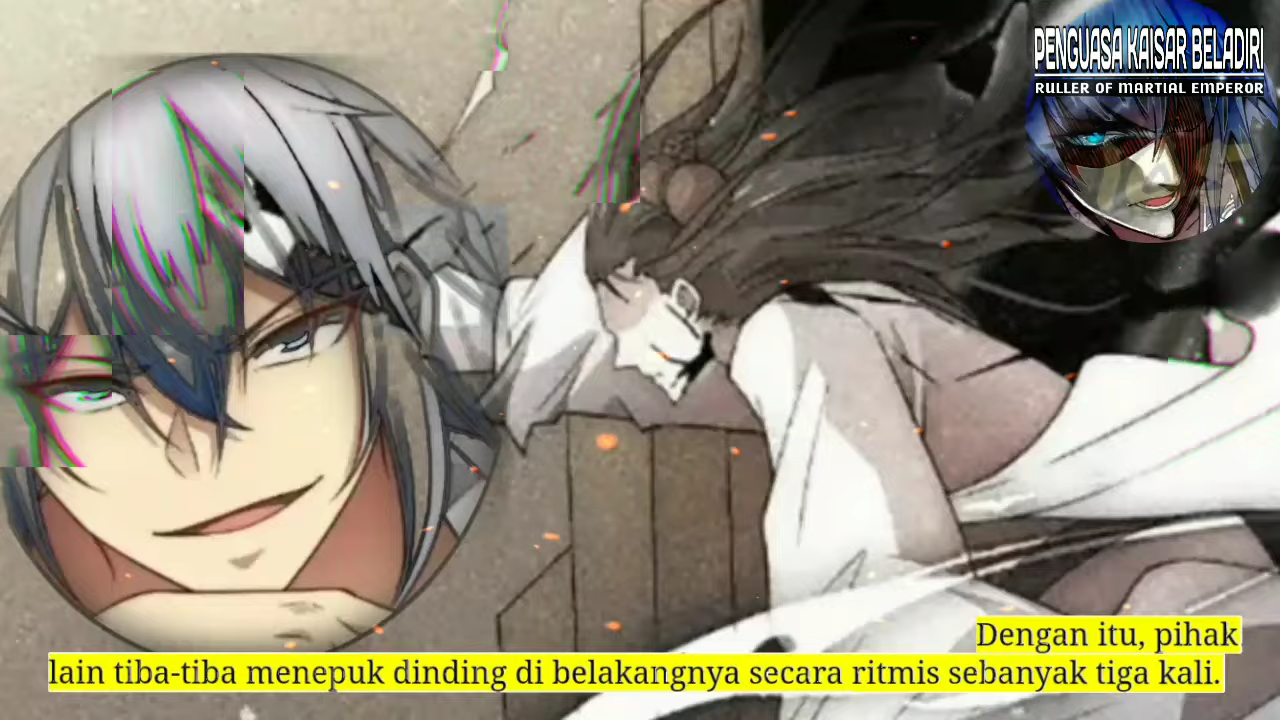 PENGUASA KAISAR BELADIRI
RULLER OF MARTIAL EMPEROR
Dengan itu, pihak
lain tiba-tiba menepuk dinding di belakangnya secara ritmis sebanyak tiga kali.